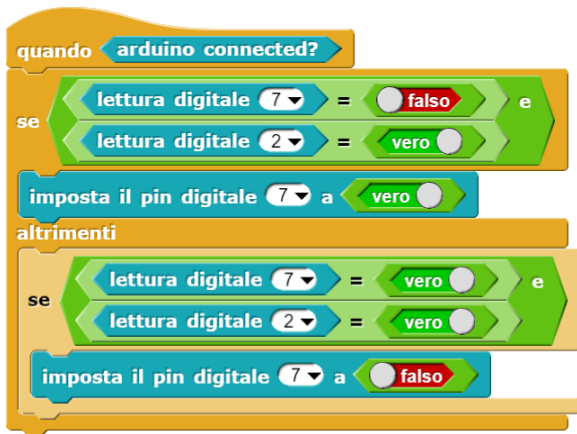 quando arduino connected?
lettura digitale 7 = falso e
se
lettura digitale 2 = vero
imposta il pin digitale 7 a vero
altrimenti
lettura digitale 7 = vero e
se
lettura digitale 2 = vero
imposta il pin digitale 7 a falso